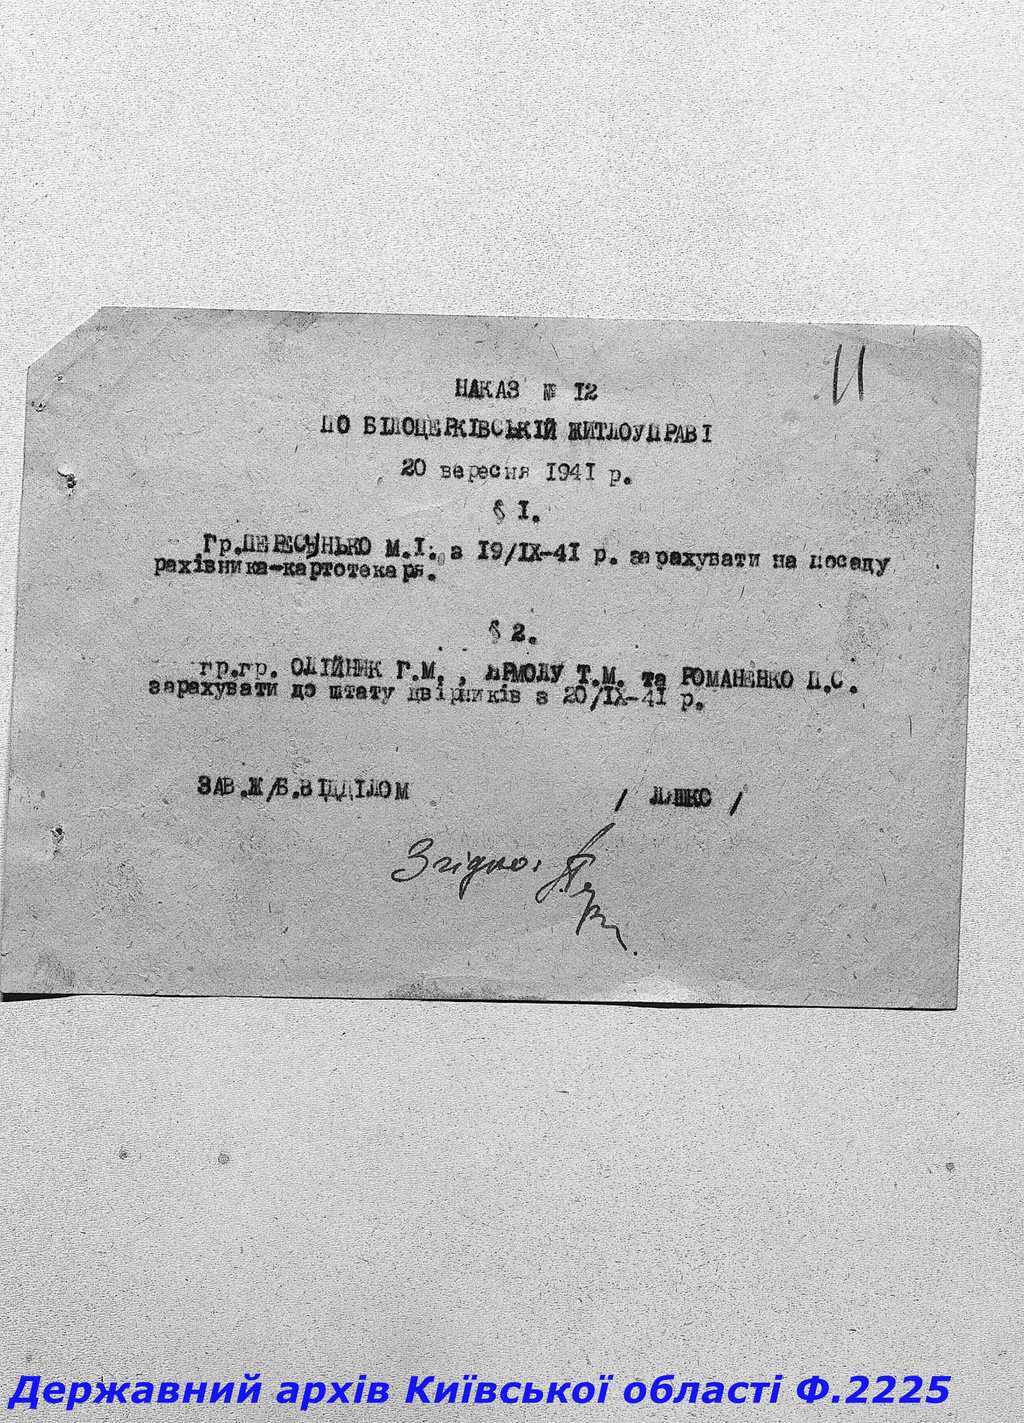 11
НАКАЗ № 12
ПО БІЛОЦЕРКІВСЬКІЙ ЖИТЛОУПРАВІ
20 вересня 1941 р.
§ 1.
Гр.ПЕРЕСУНЬКО М.І. з 19/IX-41 р. зарахувати на посаду
рахівника-картотекаря.
§ 2.
гр.гр. ОЛІЙНИК Г.М., ЯРМОЛУ Т.М. та РОМАНЕНКО П.С.
зарахувати до штату двірників з 20/IX-41 р.
ЗАВ.Ж/Б.ВІДДІЛОМ / ЛЯШКО /
Згідно:
Державний архів Київської області Ф.2225